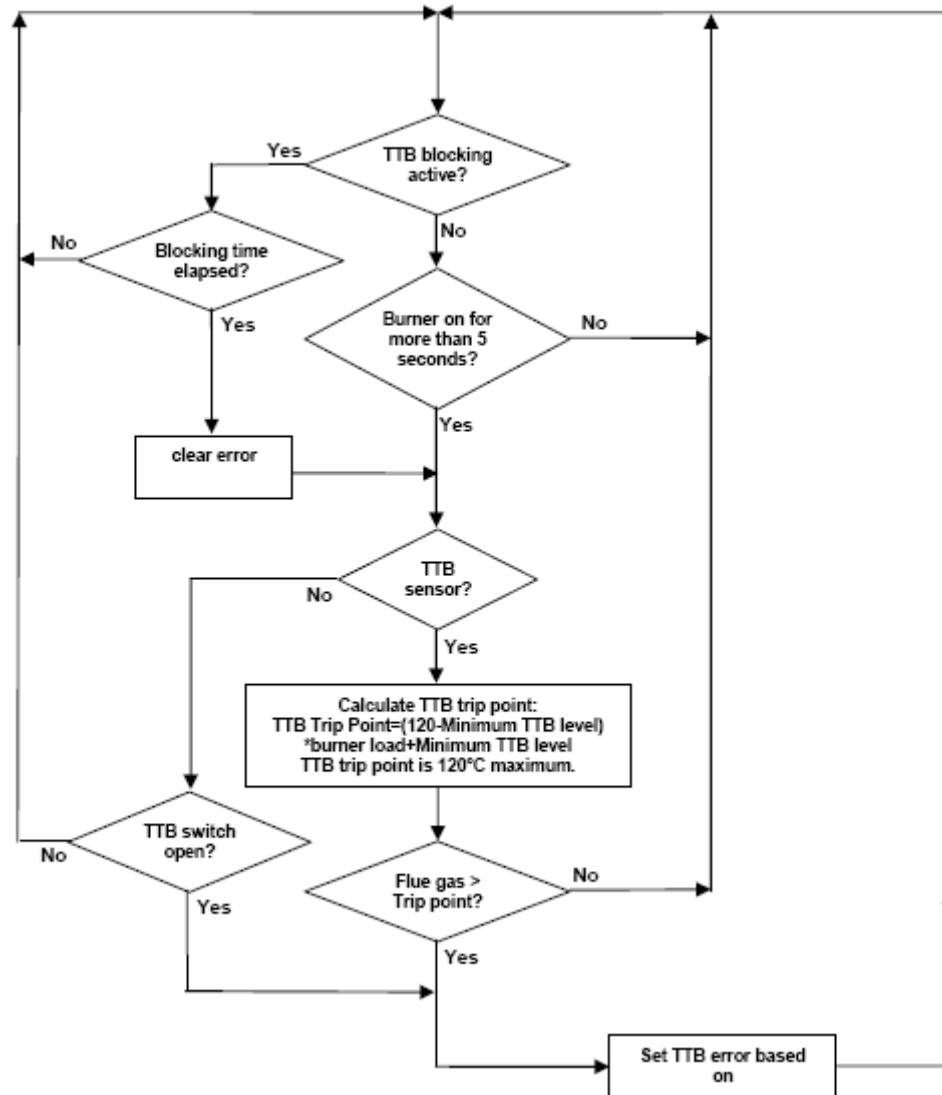 Yes
TTB blocking
active?
No
No
Blocking time
elapsed?
Yes
Burner on for
more than 5
seconds?
No
Yes
clear error
TTB
sensor?
No
Yes
Calculate TTB trip point:
TTB Trip Point=(120-Minimum TTB level)
*burner load+Minimum TTB level
TTB trip point is 120°C maximum.
TTB switch
open?
No
Yes
Flue gas >
Trip point?
No
Yes
Set TTB error based
on